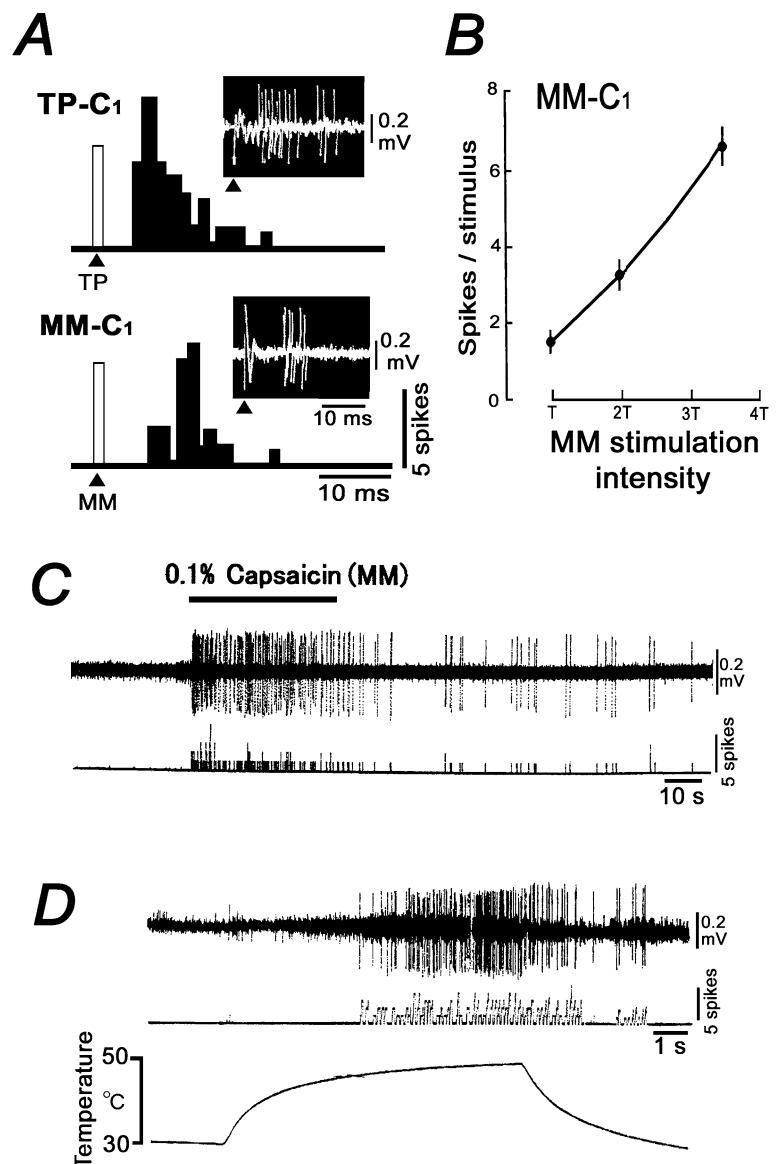 A
TP-C1
0.2
mV
TP
MM-C1
0.2
mV
10 ms
5 spikes
10 ms
MM
B
MM-C1
8
6
4
2
0
Spikes / stimulus
T 2T 3T 4T
MM stimulation
intensity
C
0.1% Capsaicin (MM)
0.2
mV
5 spikes
10 s
D
0.2
mV
5 spikes
1 s
Temperature
°C
50
30